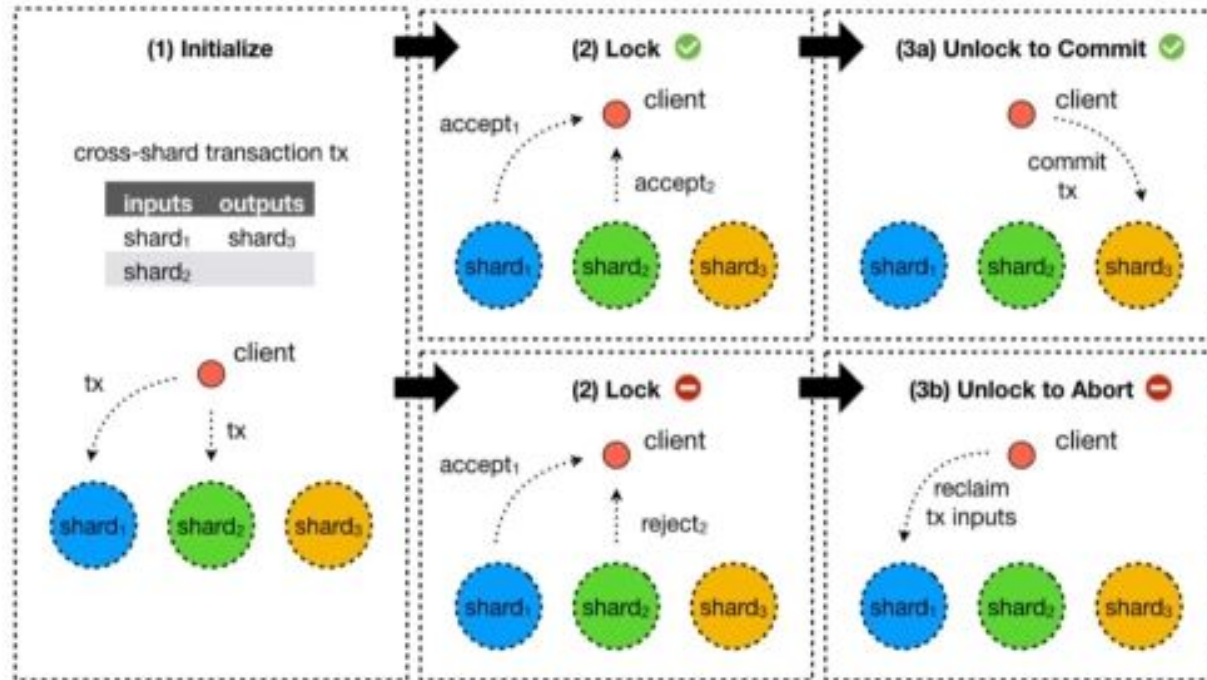 (1) Initialize
cross-shard transaction tx
inputs outputs
shard₁ shard₃
shard₂
client
tx
tx
shard₁ shard₂ shard₃
(2) Lock
client
accept₁
accept₂
shard₁ shard₂ shard₃
(3a) Unlock to Commit
client
commit
tx
shard₁ shard₂ shard₃
(2) Lock
client
accept₁
reject₂
shard₁ shard₂ shard₃
(3b) Unlock to Abort
client
reclaim
tx inputs
shard₁ shard₂ shard₃